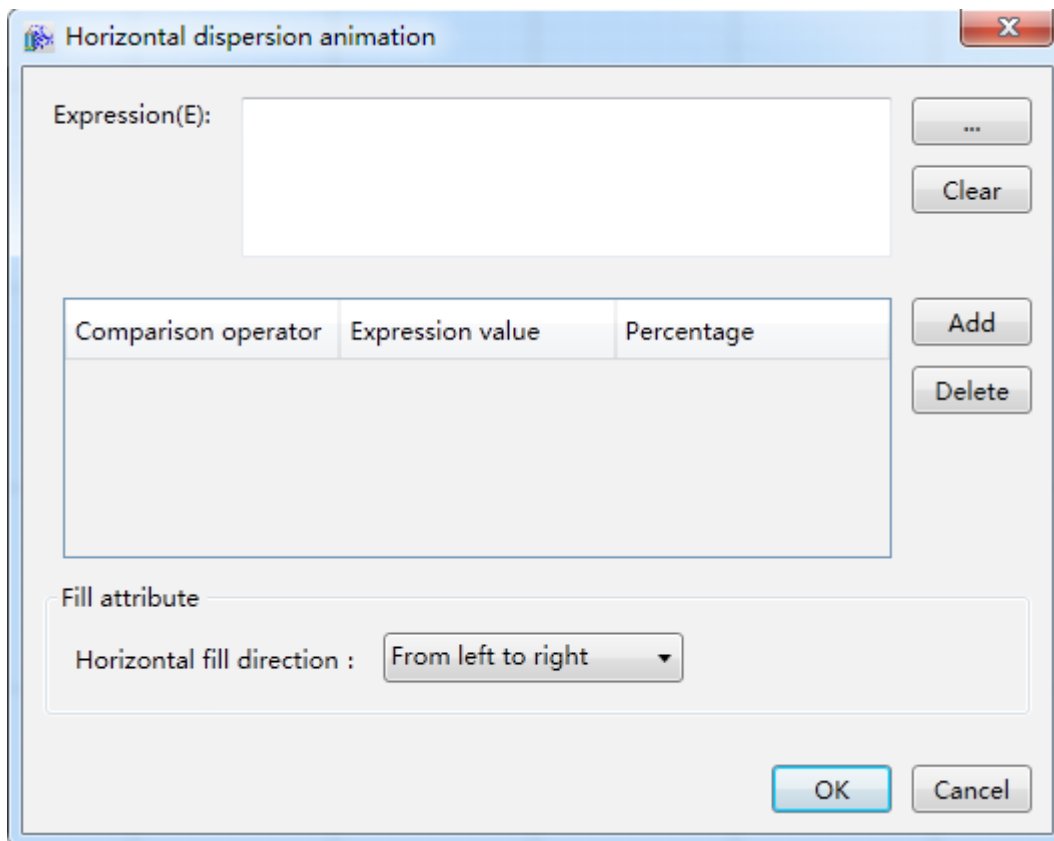 Horizontal dispersion animation
Expression(E):
...
Clear
Comparison operator Expression value Percentage
Add
Delete
Fill attribute
Horizontal fill direction : From left to right
OK Cancel